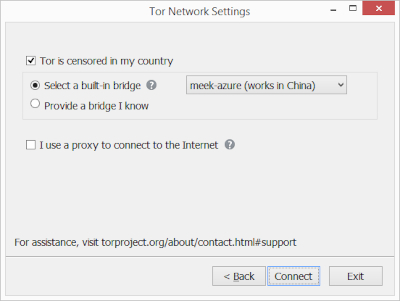 Tor Network Settings
Tor is censored in my country
Select a built-in bridge ? meek-azure (works in China)
Provide a bridge I know
I use a proxy to connect to the Internet ?
For assistance, visit torproject.org/about/contact.html#support
< Back Connect Exit